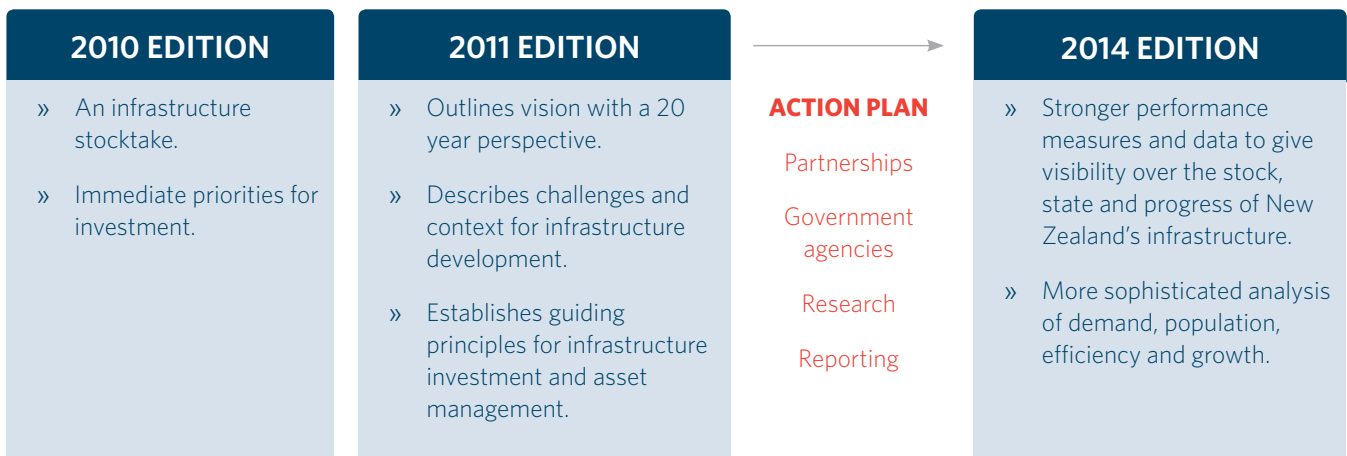 2010 EDITION
» An infrastructure
stocktake.
» Immediate priorities for
investment.
2011 EDITION
» Outlines vision with a 20
year perspective.
» Describes challenges and
context for infrastructure
development.
» Establishes guiding
principles for infrastructure
investment and asset
management.
ACTION PLAN
Partnerships
Government
agencies
Research
Reporting
2014 EDITION
» Stronger performance
measures and data to give
visibility over the stock,
state and progress of New
Zealand’s infrastructure.
» More sophisticated analysis
of demand, population,
efficiency and growth.